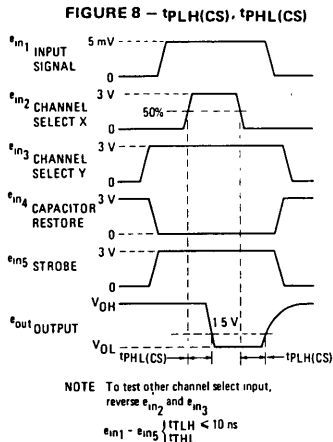 FIGURE 8 – tPLH(CS), tPHL(CS)
ein1 INPUT
SIGNAL
5 mV
0
ein2 CHANNEL
SELECT X
3 V
50%
0
ein3 CHANNEL
SELECT Y
3 V
0
ein4 CAPACITOR
RESTORE
3 V
0
ein5 STROBE
3 V
0
eout OUTPUT
VOH
1 5 V
VOL
tPHL(CS)
tPLH(CS)
NOTE To test other channel select input,
reverse ein2 and ein3
ein1 - ein5 } tTLH < 10 ns
tTHL